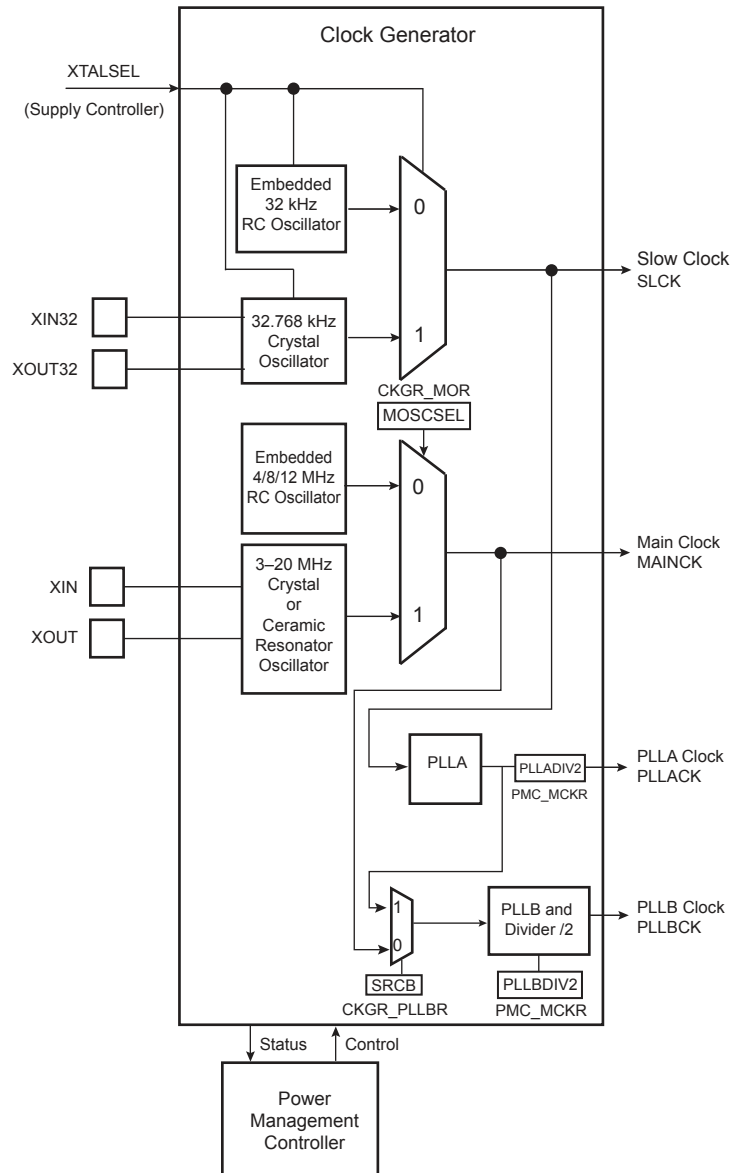 Clock Generator
XTALSEL
(Supply Controller)
Embedded
32 kHz
RC Oscillator
0
Slow Clock
SLCK
XIN32
XOUT32
32.768 kHz
Crystal
Oscillator
1
CKGR_MOR
MOSCSEL
Embedded
4/8/12 MHz
RC Oscillator
0
Main Clock
MAINCK
XIN
XOUT
3–20 MHz
Crystal
or
Ceramic
Resonator
Oscillator
1
PLLA
PLLADIV2
PMC_MCKR
PLLA Clock
PLLACK
1
0
SRCB
CKGR_PLLBR
PLLB and
Divider /2
PLLBDIV2
PMC_MCKR
PLLB Clock
PLLBCK
Status
Control
Power
Management
Controller